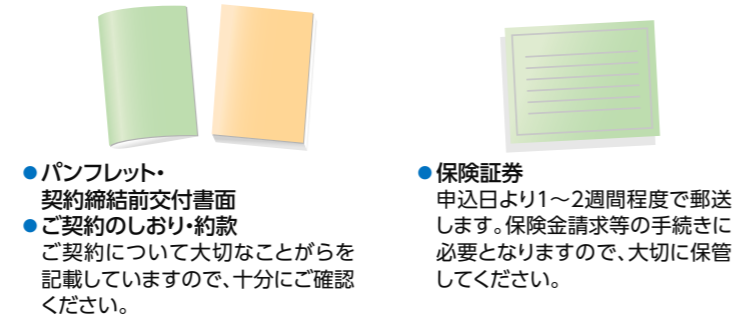 ●パンフレット・
契約締結前交付書面
●ご契約のしおり・約款
ご契約について大切なことがらを
記載していますので、十分にご確認
ください。
●保険証券
申込日より1～2週間程度で郵送
します。保険金請求等の手続きに
必要となりますので、大切に保管
してください。